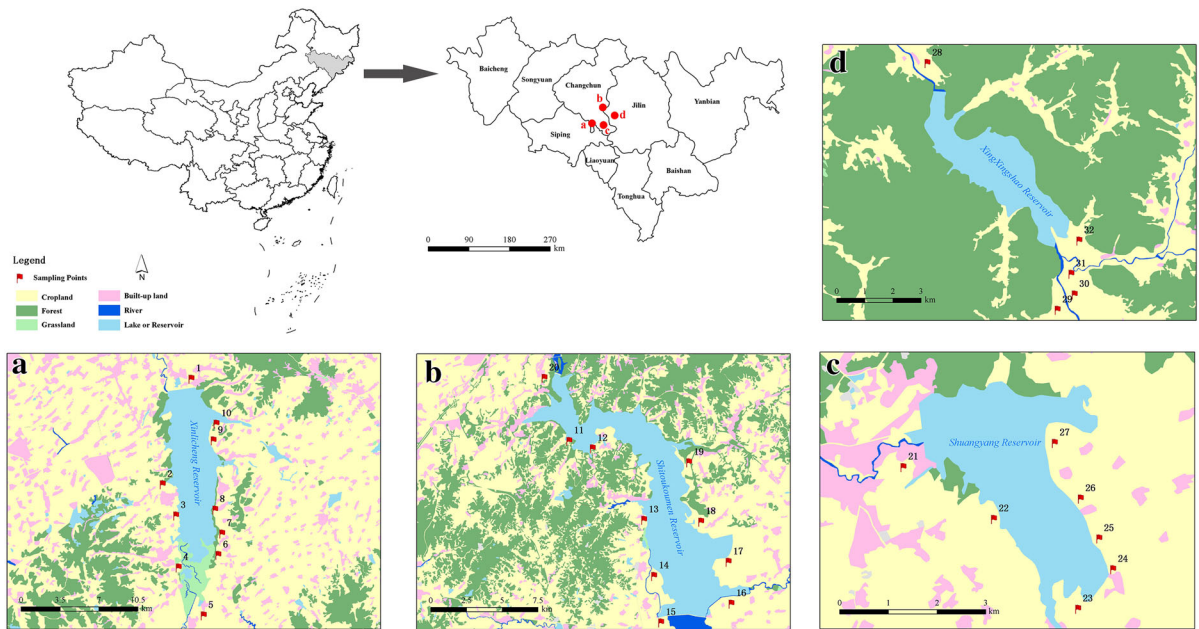 Baicheng
Songyuan
Changchun
Jilin
Yanbian
Siping
Liaoyuan
Baishan
Tonghua
a
b
c
d
0 90 180 270
km
Legend
N
Sampling Points
Cropland
Built-up land
Forest
River
Grassland
Lake or Reservoir
d
28
XingXingshao Reservoir
32
31
30
29
0 1 2 3
km
a
1
10
9
2
Xinlicheng Reservoir
3
8
7
6
4
5
0 3.5 7 10.5
km
b
20
11
12
19
Shitoukoumen Reservoir
13
18
17
14
16
15
0 2.5 5 7.5
km
c
Shuangyang Reservoir
27
21
26
22
25
24
23
0 1 2 3
km